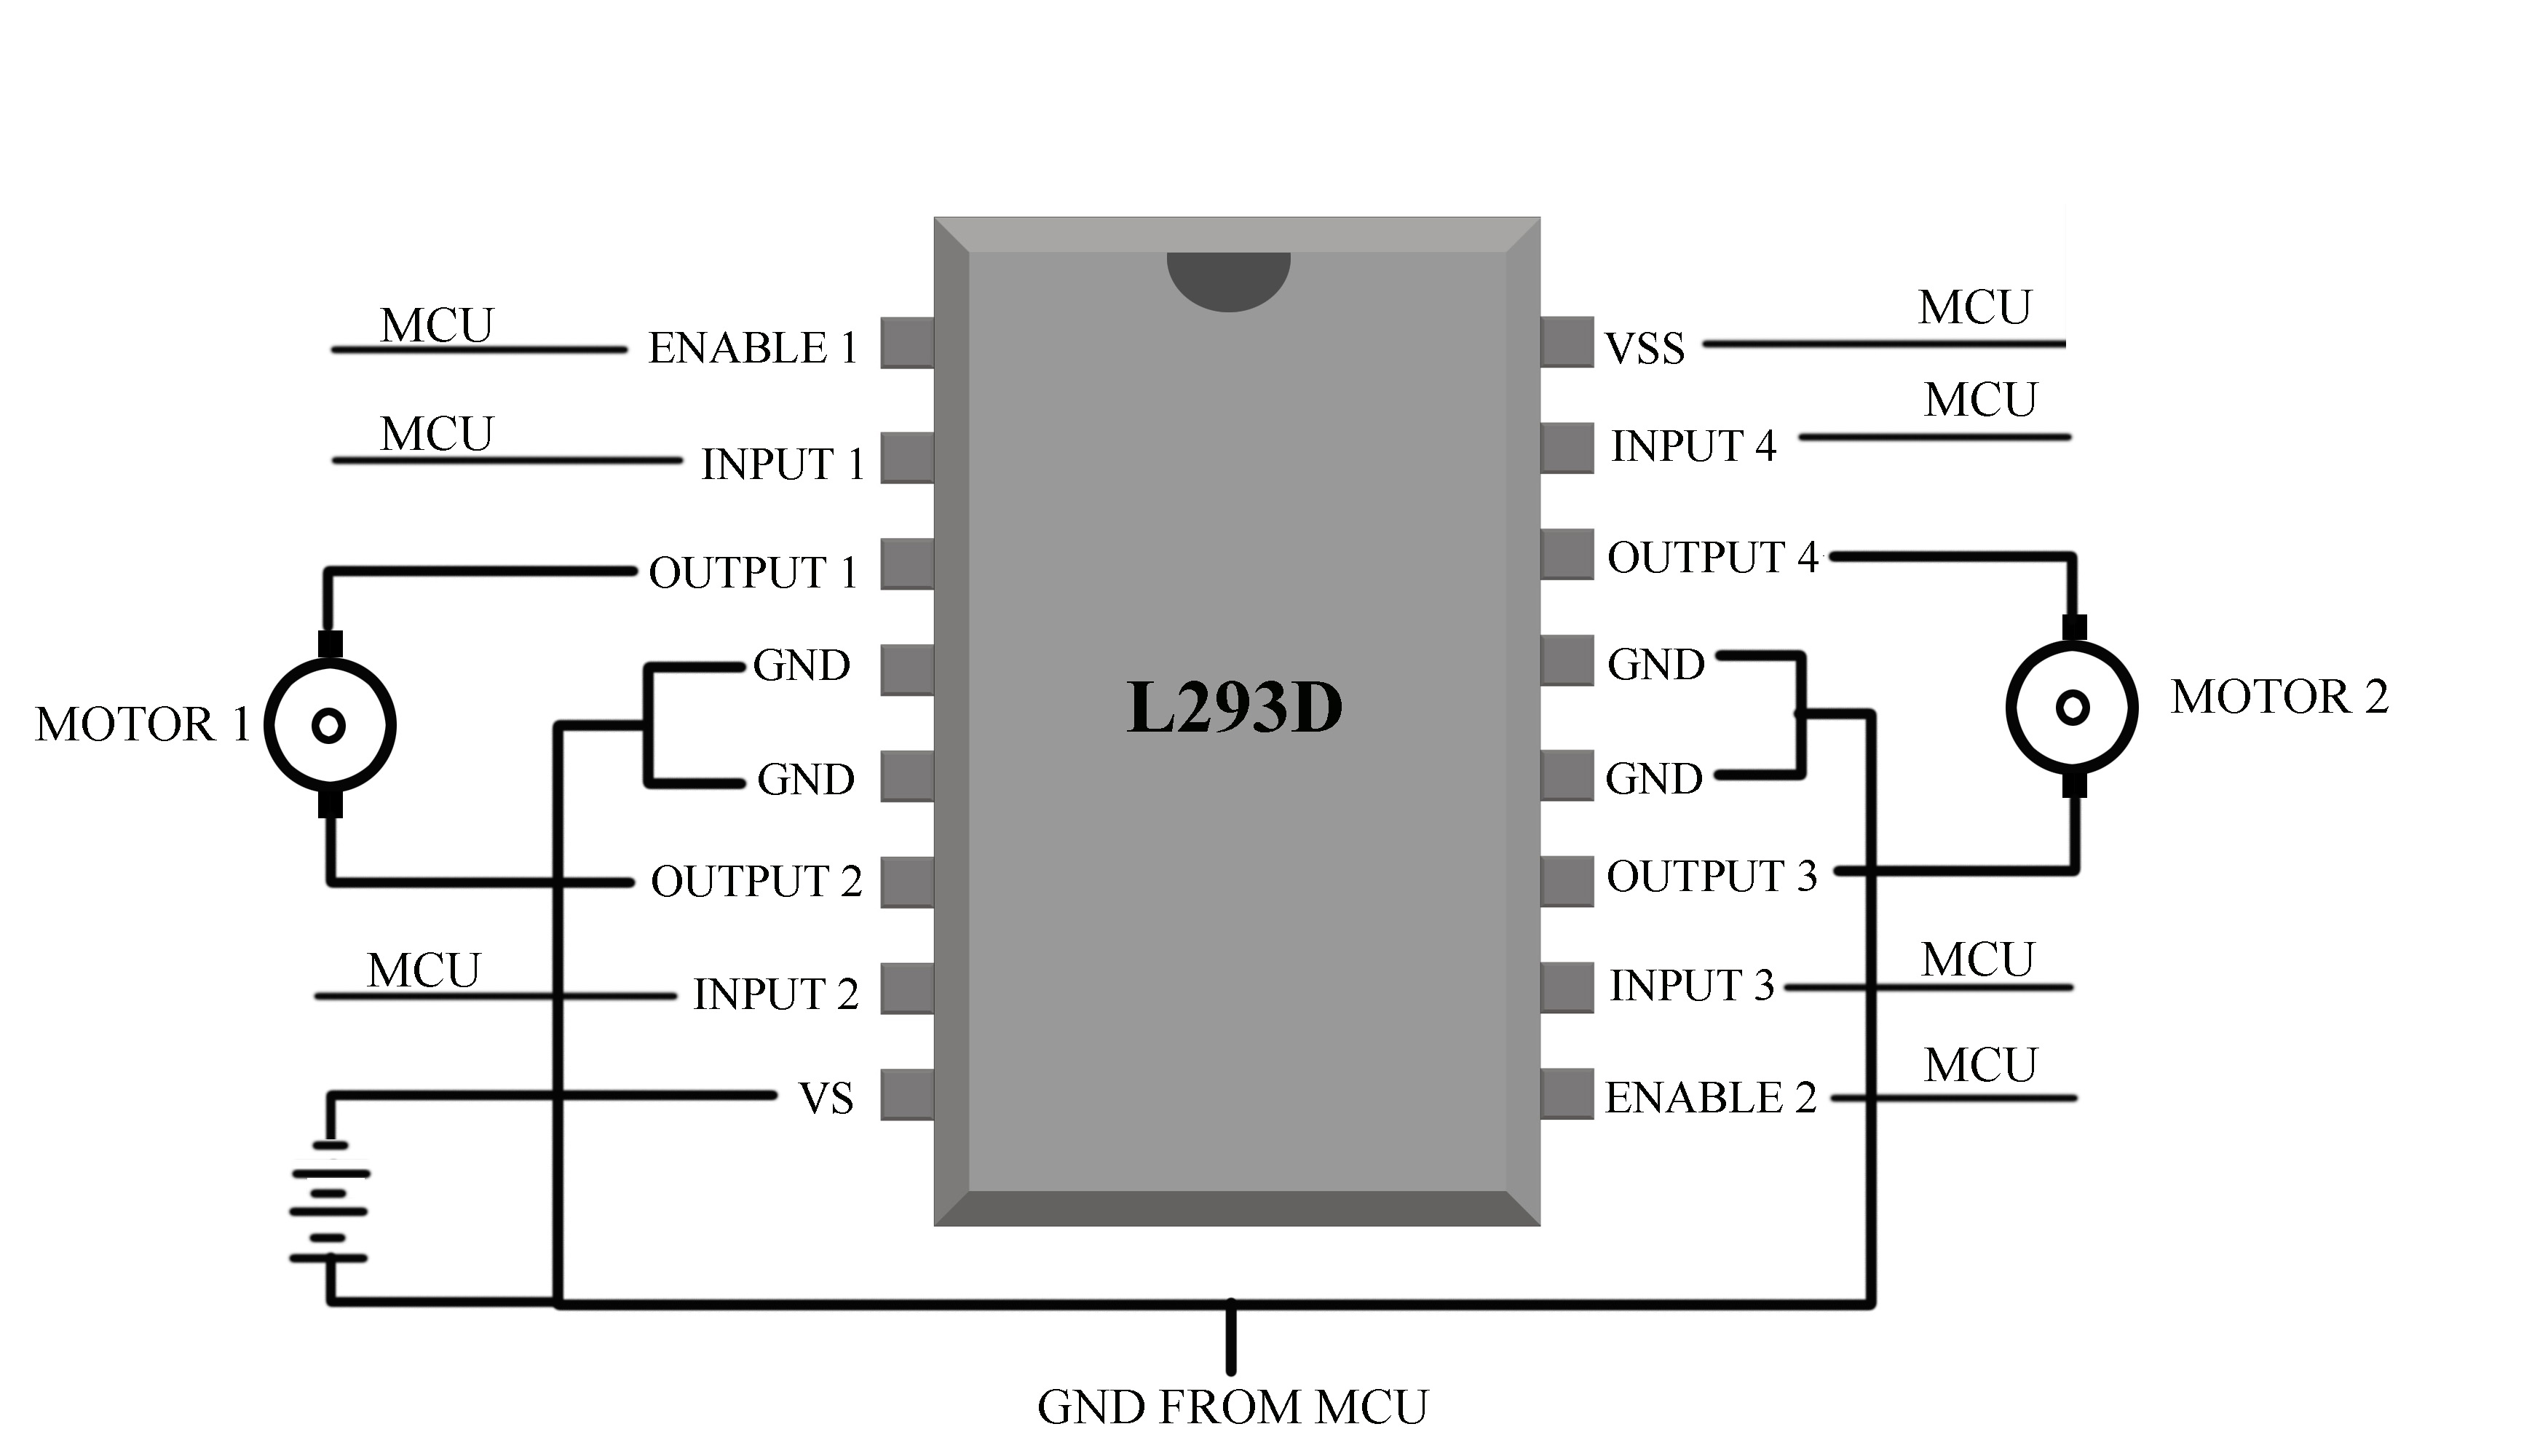 MCU
ENABLE 1
MCU
INPUT 1
OUTPUT 1
GND
MOTOR 1
GND
OUTPUT 2
MCU
INPUT 2
VS
L293D
MCU
VSS
MCU
INPUT 4
OUTPUT 4
GND
MOTOR 2
GND
OUTPUT 3
MCU
INPUT 3
MCU
ENABLE 2
GND FROM MCU